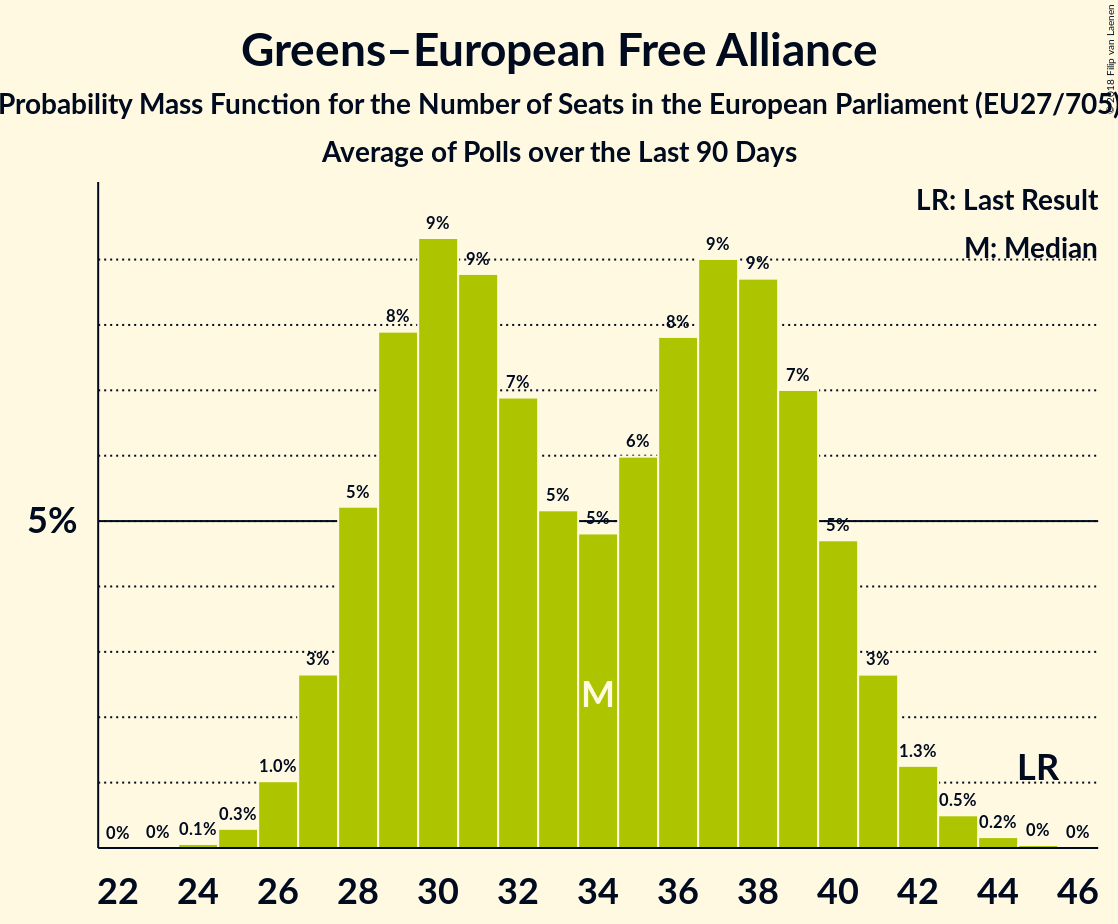 Greens–European Free Alliance
Probability Mass Function for the Number of Seats in the European Parliament (EU27/705)
Average of Polls over the Last 90 Days
© 2018 Filip van Laenen
LR: Last Result
M: Median
5%
0% 0% 0.1% 0.3% 1.0% 3% 5% 8% 9% 9% 7% 5% 5% 6% 8% 9% 9% 7% 5% 3% 1.3% 0.5% 0.2% 0% 0%
M
LR
22 24 26 28 30 32 34 36 38 40 42 44 46